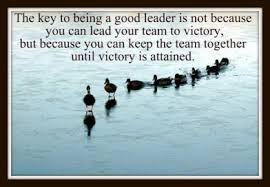 The key to being a good leader is not because
you can lead your team to victory,
but because you can keep the team together
until victory is attained.